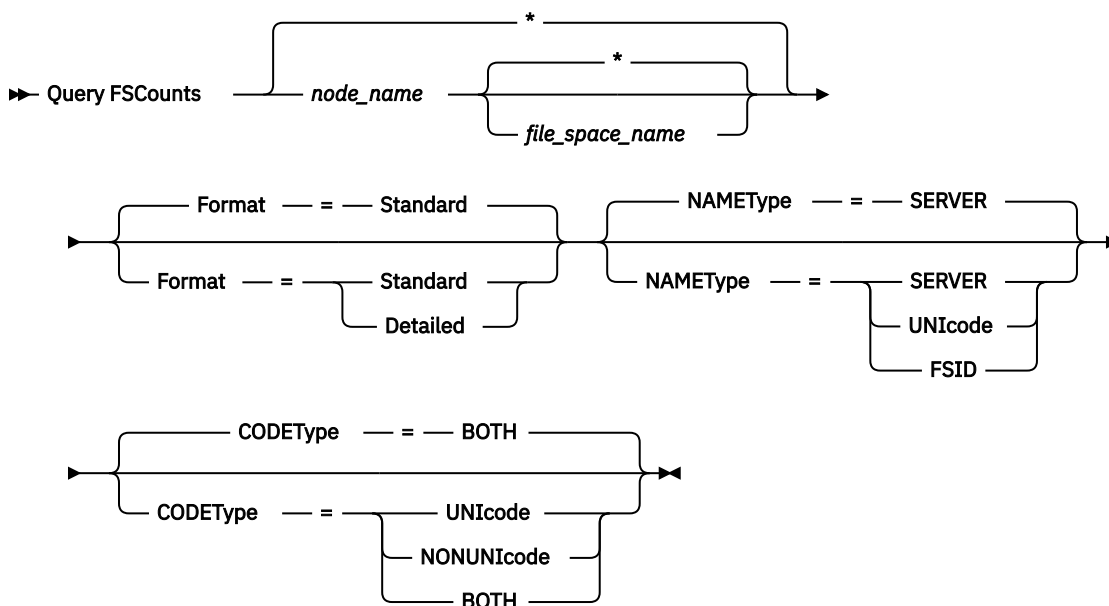 *
*
Query FSCounts node_name
file_space_name
Format = Standard NAMEType = SERVER
Format = Standard NAMEType = SERVER
Detailed UNIcode
FSID
CODEType = BOTH
CODEType = UNIcode
NONUNIcode
BOTH